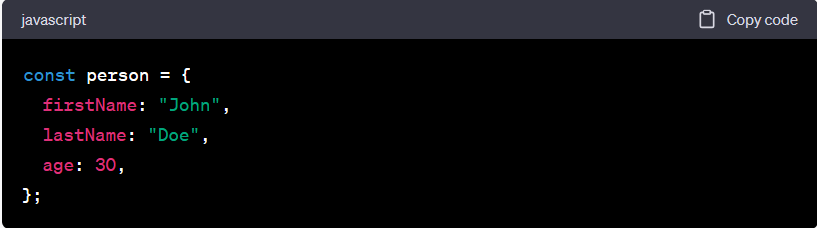 javascript
Copy code
const person = {
  firstName: "John",
  lastName: "Doe",
  age: 30,
};